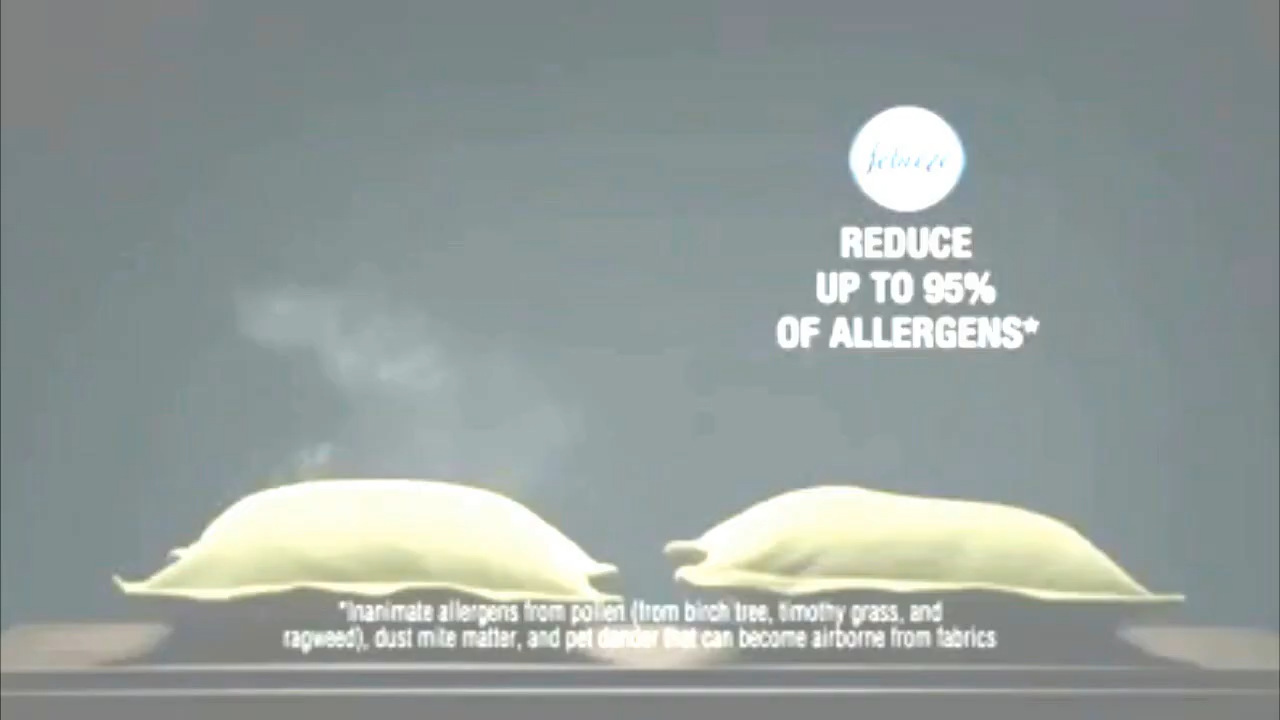 febreze
REDUCE
UP TO 95%
OF ALLERGENS*
*Inanimate allergens from pollen (from birch tree, timothy grass, and
ragweed), dust mite matter, and pet dander that can become airborne from fabrics